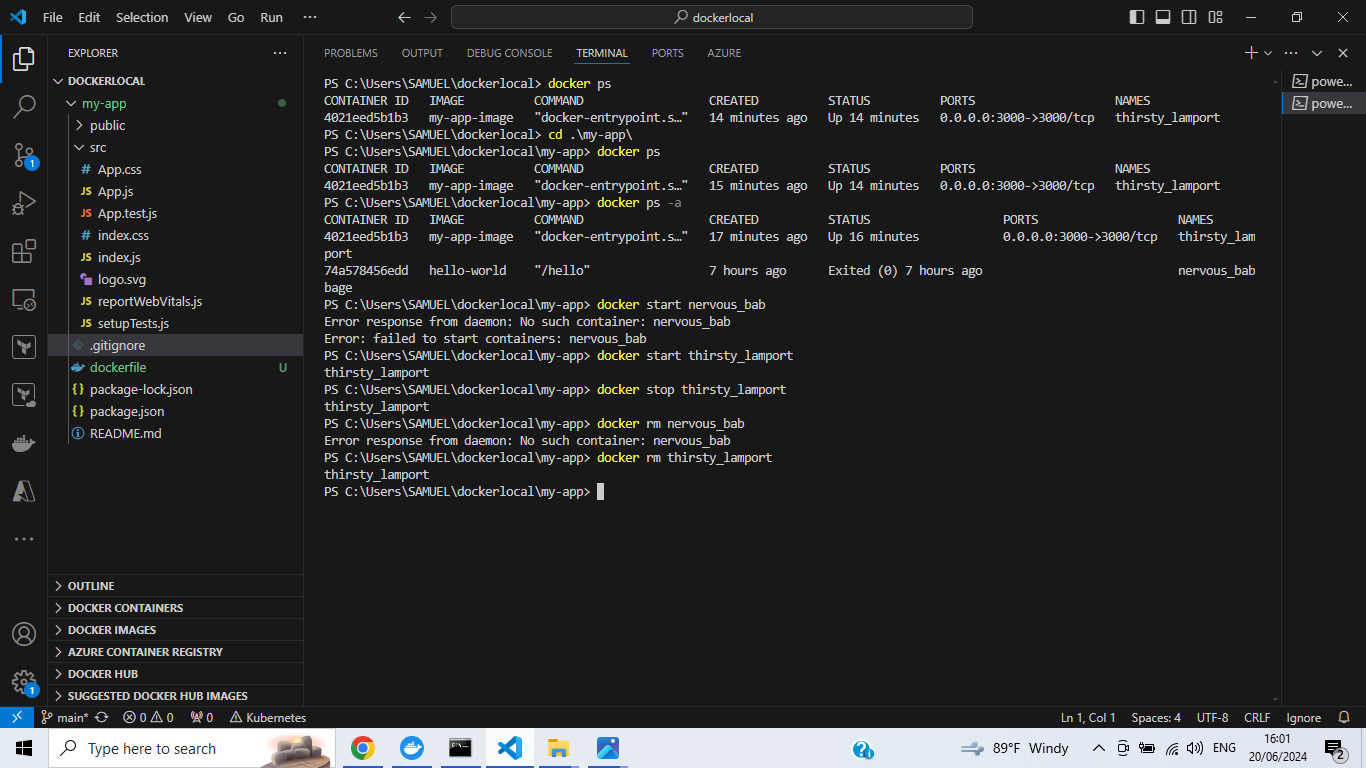 File Edit Selection View Go Run ···
dockerlocal
EXPLORER ···
DOCKERLOCAL
my-app
public
src
# App.css
JS App.js
JS App.test.js
# index.css
JS index.js
logo.svg
JS reportWebVitals.js
JS setupTests.js
.gitignore
dockerfile U
{} package-lock.json
{} package.json
README.md
OUTLINE
DOCKER CONTAINERS
DOCKER IMAGES
AZURE CONTAINER REGISTRY
DOCKER HUB
SUGGESTED DOCKER HUB IMAGES
1
1
PROBLEMS OUTPUT DEBUG CONSOLE TERMINAL PORTS AZURE
PS C:\Users\SAMUEL\dockerlocal> docker ps
CONTAINER ID IMAGE COMMAND CREATED STATUS PORTS NAMES
4021eed5b1b3 my-app-image "docker-entrypoint.s…" 14 minutes ago Up 14 minutes 0.0.0.0:3000->3000/tcp thirsty_lamport
PS C:\Users\SAMUEL\dockerlocal> cd .\my-app\
PS C:\Users\SAMUEL\dockerlocal\my-app> docker ps
CONTAINER ID IMAGE COMMAND CREATED STATUS PORTS NAMES
4021eed5b1b3 my-app-image "docker-entrypoint.s…" 15 minutes ago Up 14 minutes 0.0.0.0:3000->3000/tcp thirsty_lamport
PS C:\Users\SAMUEL\dockerlocal\my-app> docker ps -a
CONTAINER ID IMAGE COMMAND CREATED STATUS PORTS NAMES
4021eed5b1b3 my-app-image "docker-entrypoint.s…" 17 minutes ago Up 16 minutes 0.0.0.0:3000->3000/tcp thirsty_lam
port
74a578456edd hello-world "/hello" 7 hours ago Exited (0) 7 hours ago nervous_bab
bage
PS C:\Users\SAMUEL\dockerlocal\my-app> docker start nervous_bab
Error response from daemon: No such container: nervous_bab
Error: failed to start containers: nervous_bab
PS C:\Users\SAMUEL\dockerlocal\my-app> docker start thirsty_lamport
thirsty_lamport
PS C:\Users\SAMUEL\dockerlocal\my-app> docker stop thirsty_lamport
thirsty_lamport
PS C:\Users\SAMUEL\dockerlocal\my-app> docker rm nervous_bab
Error response from daemon: No such container: nervous_bab
PS C:\Users\SAMUEL\dockerlocal\my-app> docker rm thirsty_lamport
thirsty_lamport
PS C:\Users\SAMUEL\dockerlocal\my-app>
powe...
powe...
main* 0 0 0 Kubernetes Ln 1, Col 1 Spaces: 4 UTF-8 CRLF Ignore
Type here to search 89°F Windy ENG 16:01
20/06/2024 2